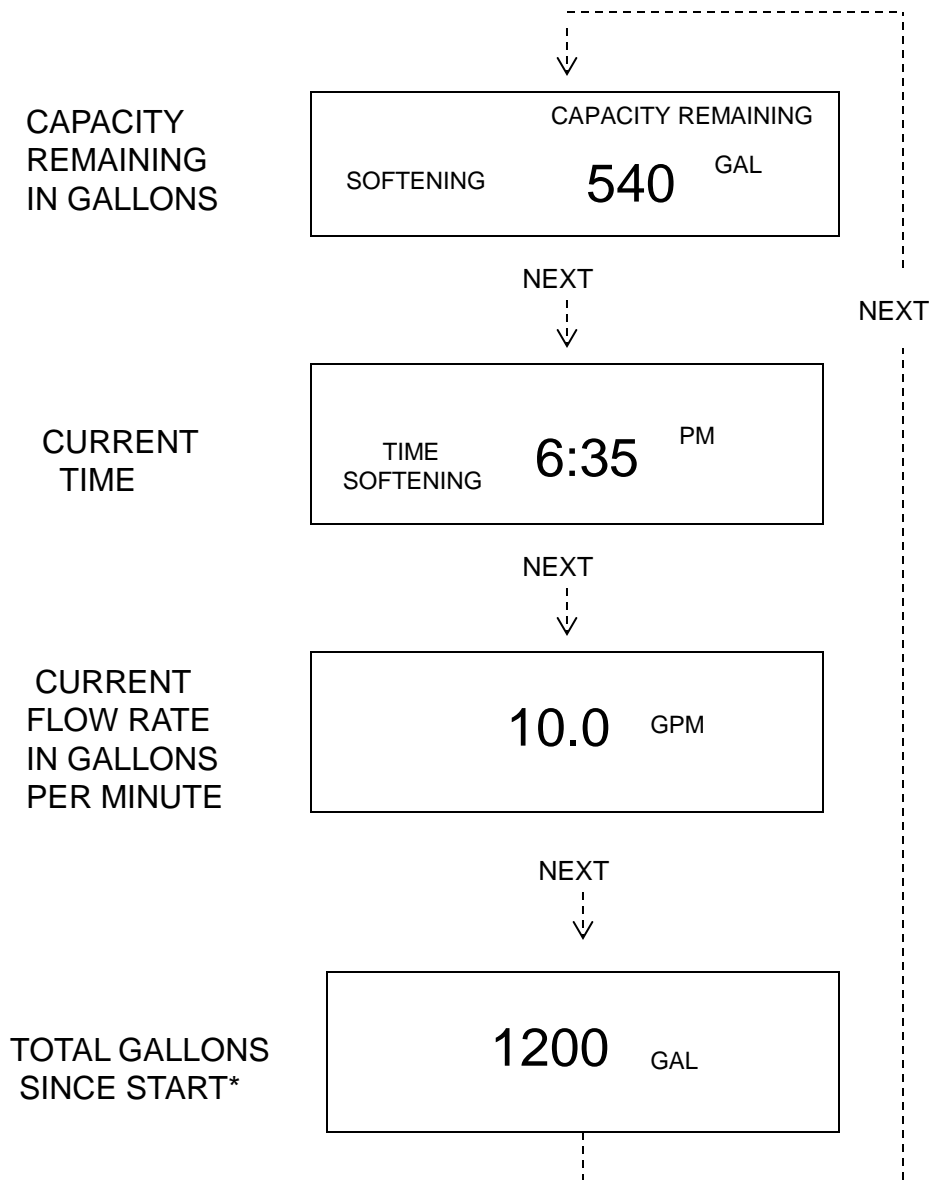 CAPACITY
REMAINING
IN GALLONS
CAPACITY REMAINING
SOFTENING 540 GAL
NEXT
NEXT
CURRENT
TIME
TIME
SOFTENING
6:35 PM
NEXT
CURRENT
FLOW RATE
IN GALLONS
PER MINUTE
10.0 GPM
NEXT
TOTAL GALLONS
SINCE START*
1200 GAL